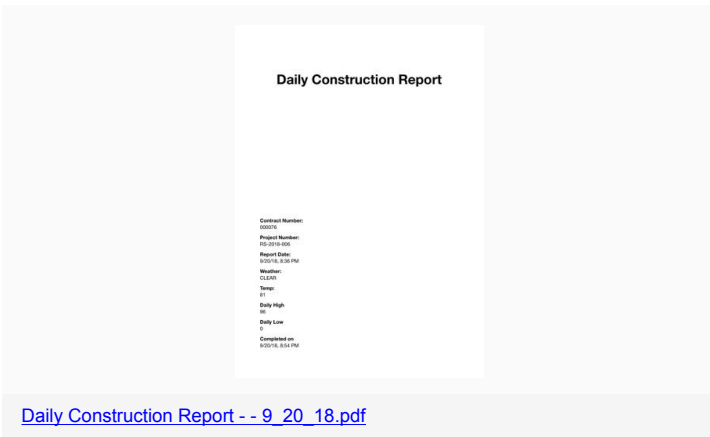 Daily Construction Report
Contract Number:
000076
Project Number:
RS-2018-006
Report Date:
9/20/18, 8:36 PM
Weather:
CLEAR
Temp:
81
Daily High
96
Daily Low
0
Completed on
9/20/18, 8:54 PM
Daily Construction Report - - 9_20_18.pdf